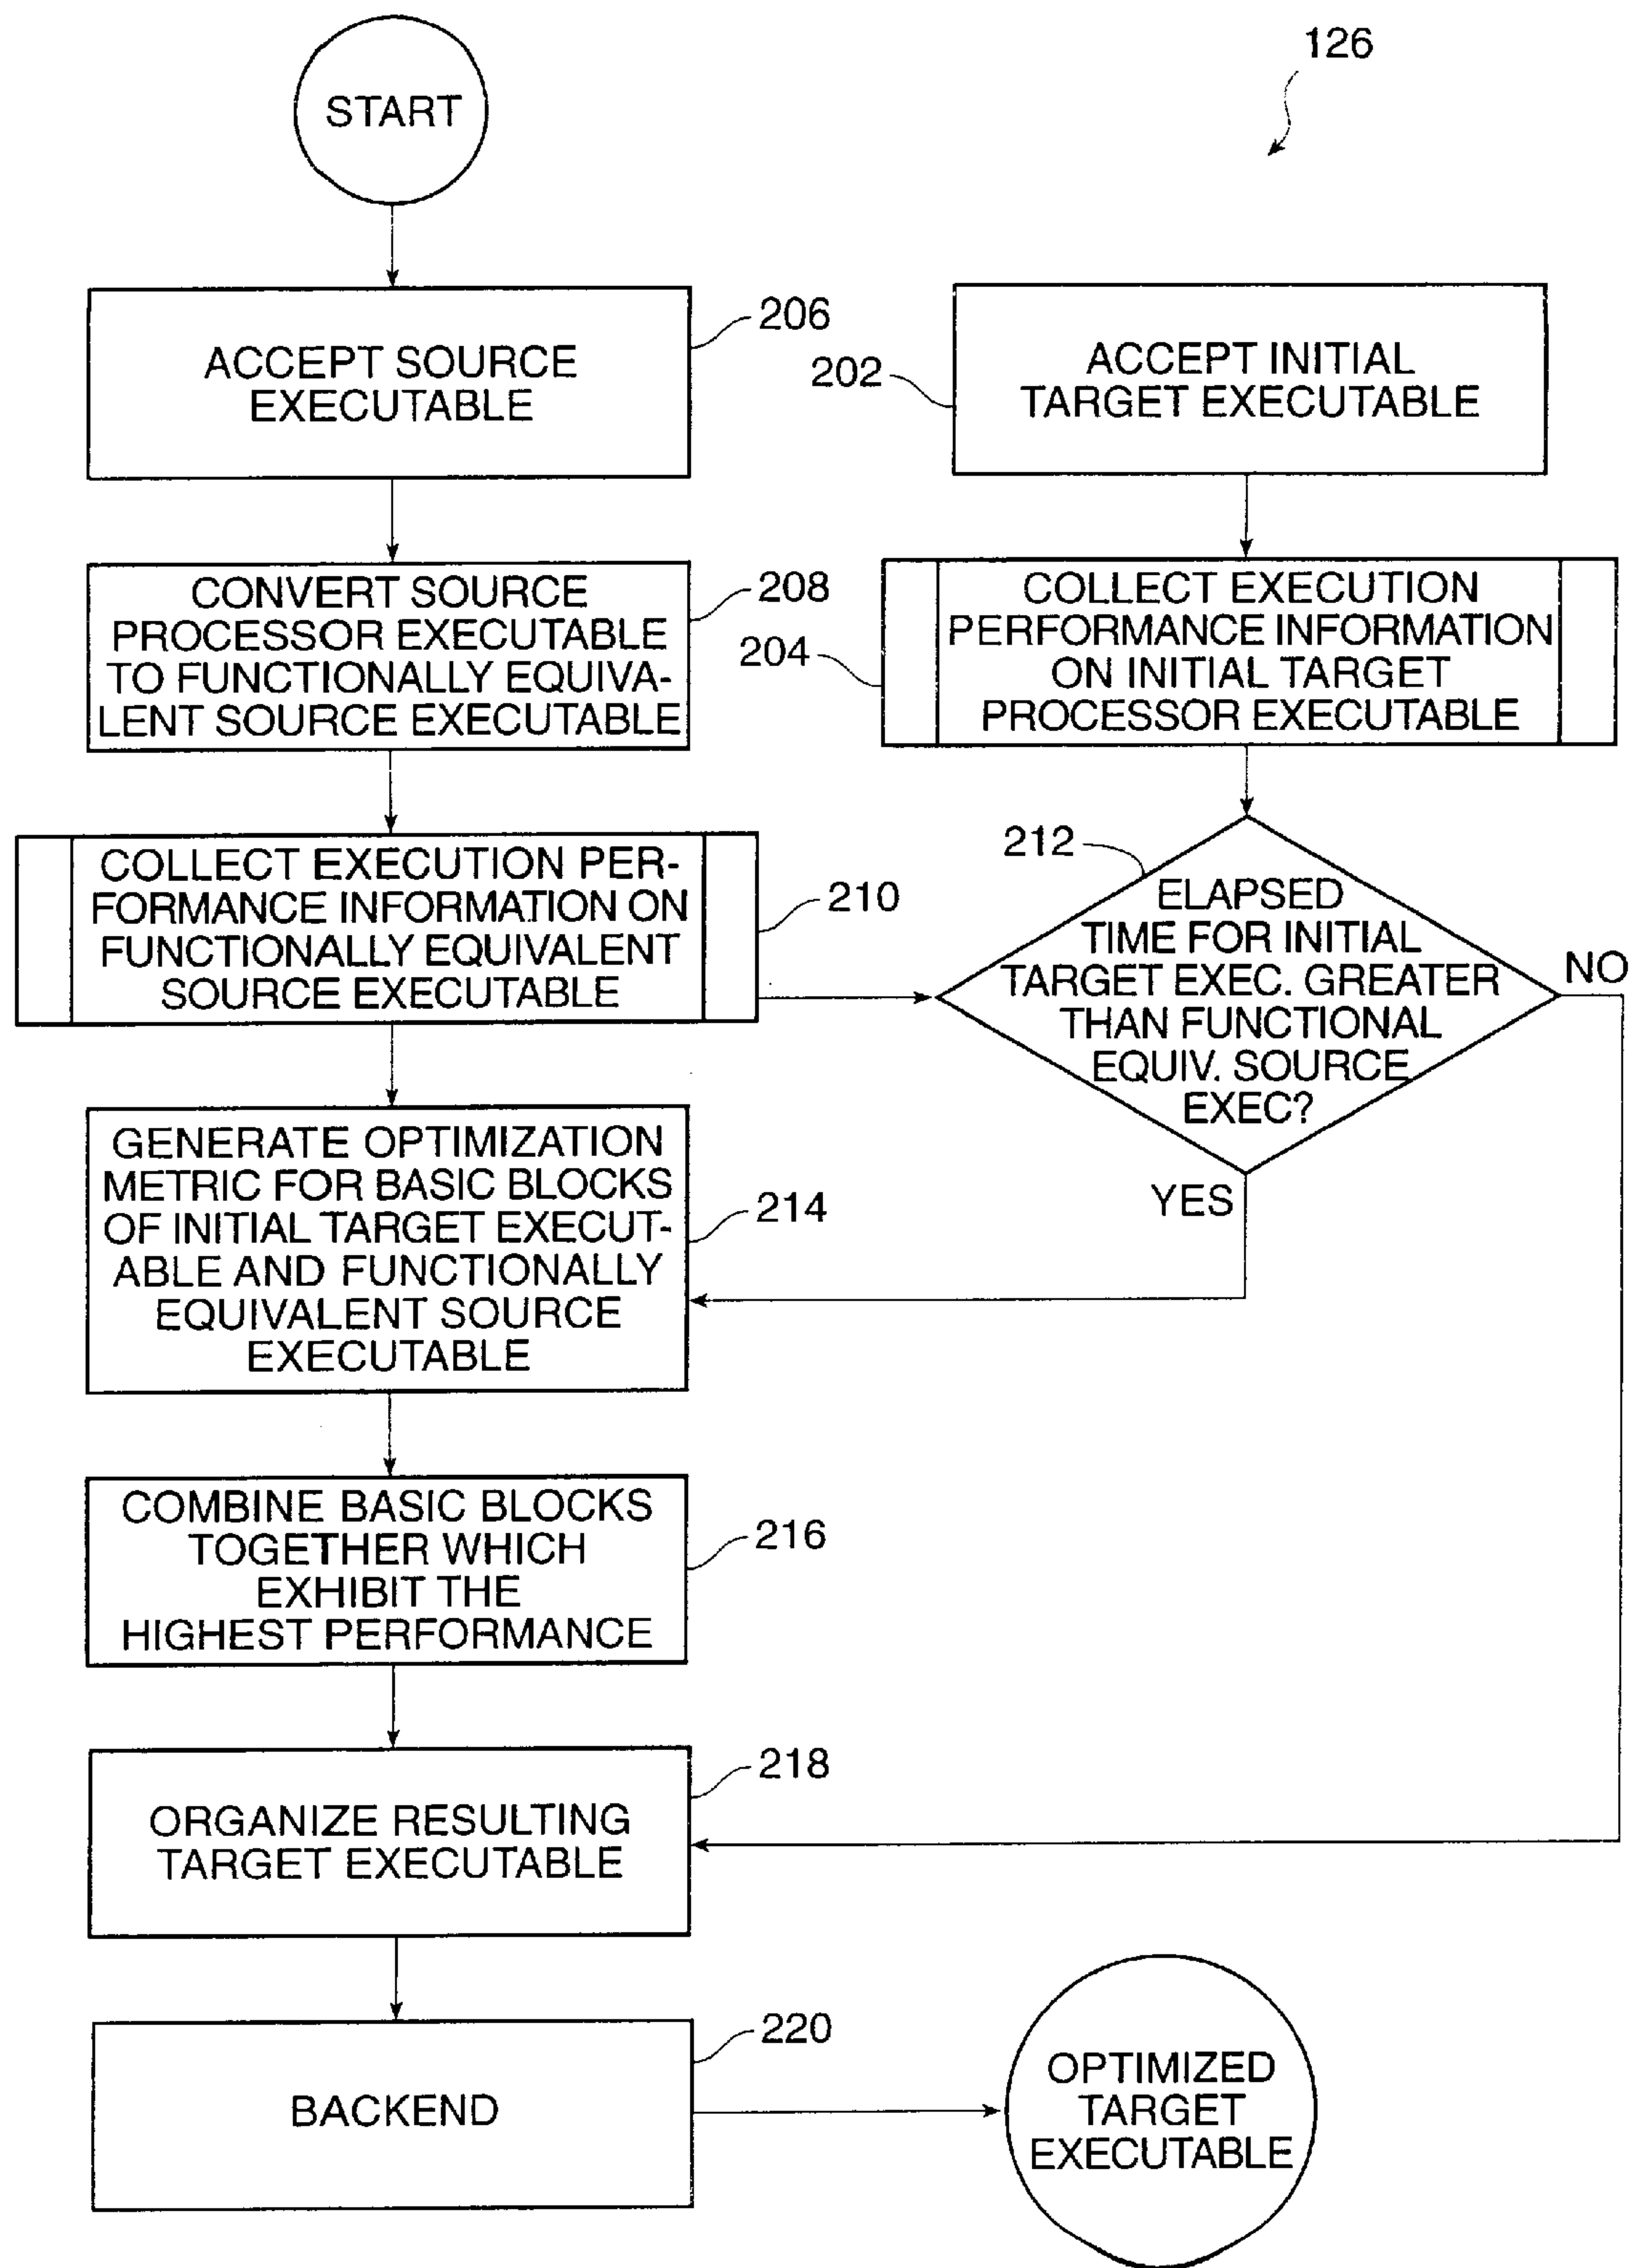 START
126
ACCEPT SOURCE
EXECUTABLE
206
202
ACCEPT INITIAL
TARGET EXECUTABLE
CONVERT SOURCE
PROCESSOR EXECUTABLE
TO FUNCTIONALLY EQUIVA-
LENT SOURCE EXECUTABLE
208
204
COLLECT EXECUTION
PERFORMANCE INFORMATION
ON INITIAL TARGET
PROCESSOR EXECUTABLE
COLLECT EXECUTION PER-
FORMANCE INFORMATION ON
FUNCTIONALLY EQUIVALENT
SOURCE EXECUTABLE
210
212
ELAPSED
TIME FOR INITIAL
TARGET EXEC. GREATER
THAN FUNCTIONAL
EQUIV. SOURCE
EXEC?
NO
YES
GENERATE OPTIMIZATION
METRIC FOR BASIC BLOCKS
OF INITIAL TARGET EXECUT-
ABLE AND FUNCTIONALLY
EQUIVALENT SOURCE
EXECUTABLE
214
COMBINE BASIC BLOCKS
TOGETHER WHICH
EXHIBIT THE
HIGHEST PERFORMANCE
216
ORGANIZE RESULTING
TARGET EXECUTABLE
218
BACKEND
220
OPTIMIZED
TARGET
EXECUTABLE